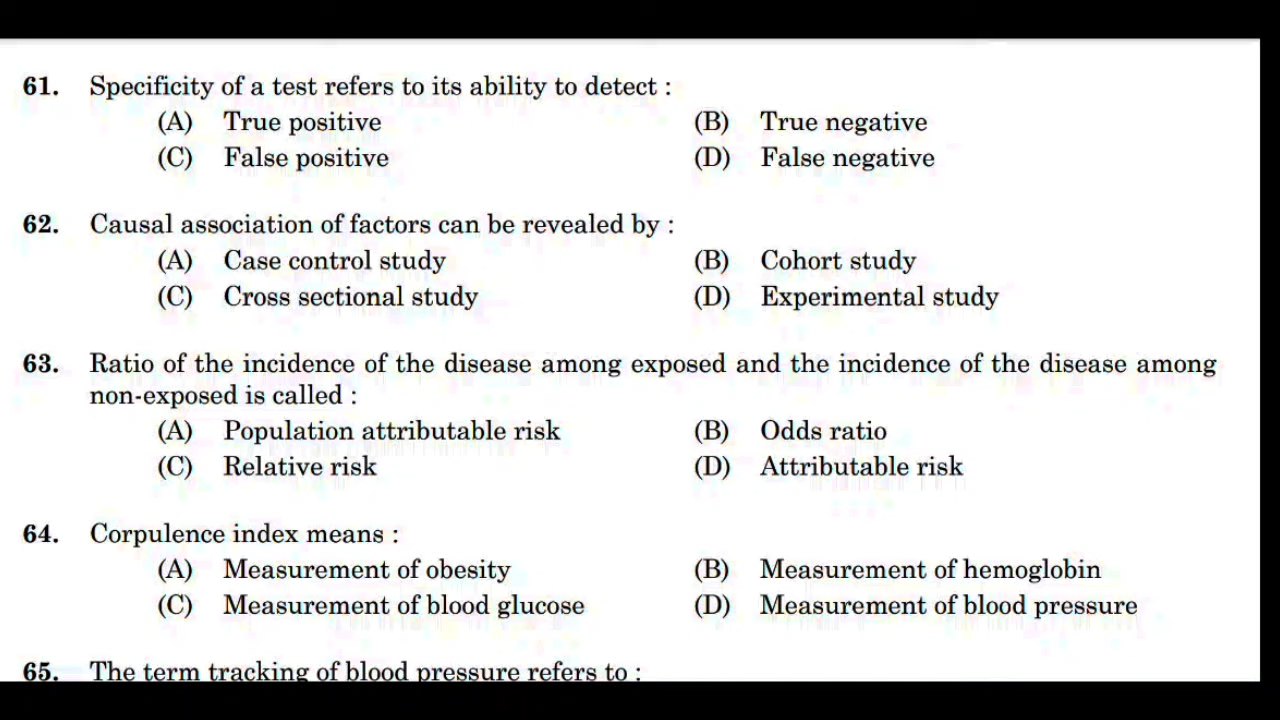 61. Specificity of a test refers to its ability to detect :
(A) True positive (B) True negative
(C) False positive (D) False negative
62. Causal association of factors can be revealed by :
(A) Case control study (B) Cohort study
(C) Cross sectional study (D) Experimental study
63. Ratio of the incidence of the disease among exposed and the incidence of the disease among
non-exposed is called :
(A) Population attributable risk (B) Odds ratio
(C) Relative risk (D) Attributable risk
64. Corpulence index means :
(A) Measurement of obesity (B) Measurement of hemoglobin
(C) Measurement of blood glucose (D) Measurement of blood pressure
65. The term tracking of blood pressure refers to :